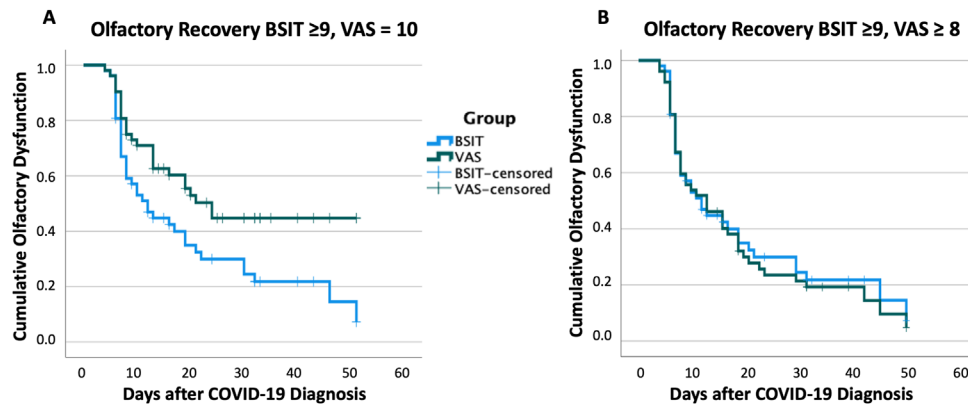 A
Olfactory Recovery BSIT ≥9, VAS = 10
Cumulative Olfactory Dysfunction
1.0
0.8
0.6
0.4
0.2
0.0
0 10 20 30 40 50 60
Days after COVID-19 Diagnosis
Group
BSIT
VAS
BSIT-censored
VAS-censored
B
Olfactory Recovery BSIT ≥9, VAS ≥ 8
Cumulative Olfactory Dysfunction
1.0
0.8
0.6
0.4
0.2
0.0
0 10 20 30 40 50 60
Days after COVID-19 Diagnosis